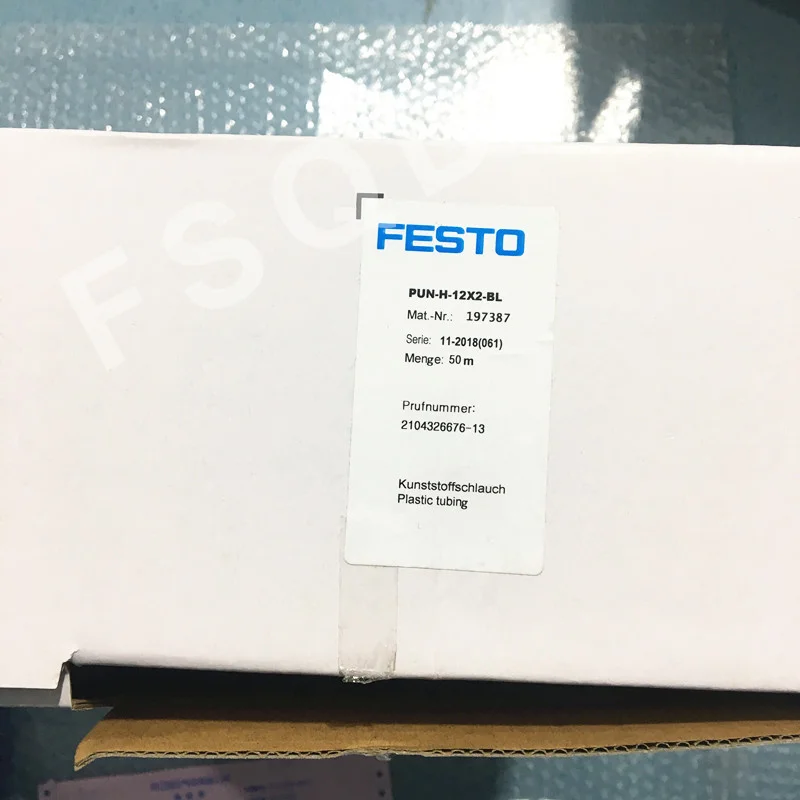 FESTO
PUN-H-12X2-BL
Mat.-Nr.: 197387
Serie: 11-2018(061)
Menge: 50 m
Prufnummer:
2104326676-13
Kunststoffschlauch
Plastic tubing